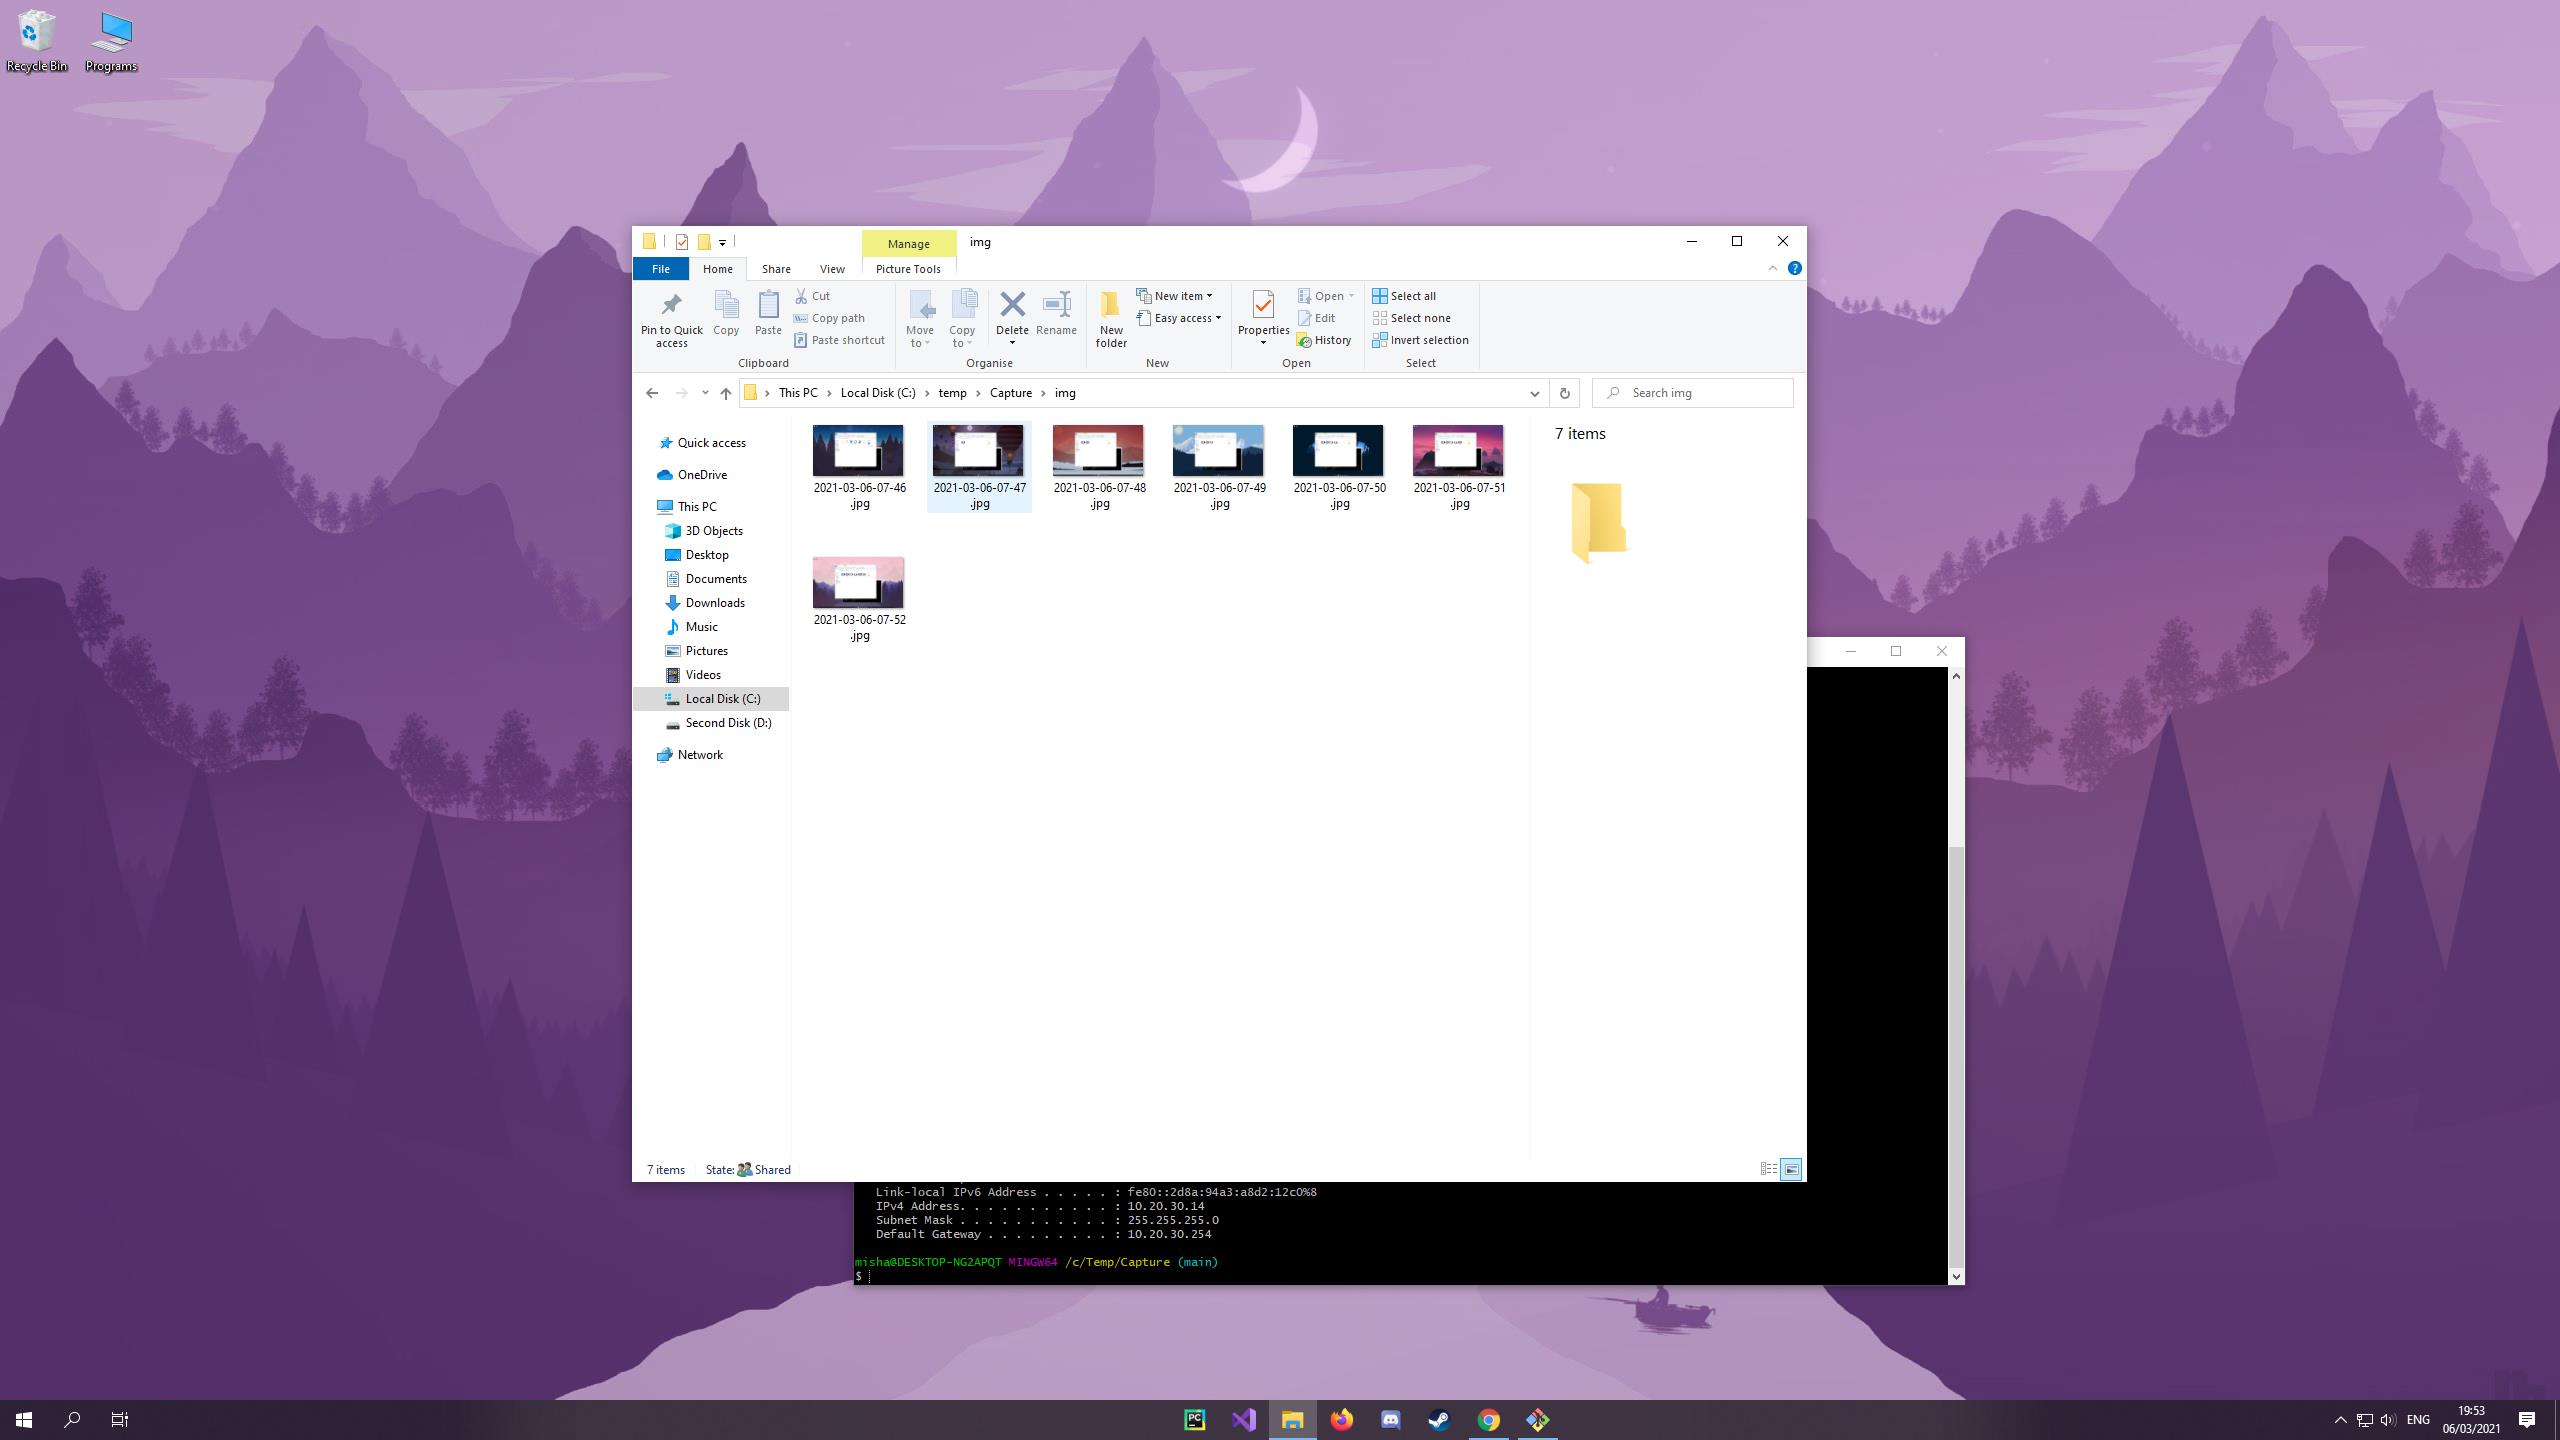 Recycle Bin
Programs
Manage
img
File
Home
Share
View
Picture Tools
Pin to Quick access
Copy
Paste
Cut
Copy path
Paste shortcut
Clipboard
Move to
Copy to
Delete
Rename
Organise
New folder
New item
Easy access
New
Properties
Open
Edit
History
Open
Select all
Select none
Invert selection
Select
This PC
Local Disk (C:)
temp
Capture
img
Search img
Quick access
OneDrive
This PC
3D Objects
Desktop
Documents
Downloads
Music
Pictures
Videos
Local Disk (C:)
Second Disk (D:)
Network
2021-03-06-07-46
.jpg
2021-03-06-07-47
.jpg
2021-03-06-07-48
.jpg
2021-03-06-07-49
.jpg
2021-03-06-07-50
.jpg
2021-03-06-07-51
.jpg
2021-03-06-07-52
.jpg
7 items
7 items
State: Shared
Link-local IPv6 Address . . . . . : fe80::2d8a:94a3:a8d2:12c0%8
IPv4 Address. . . . . . . . . . . : 10.20.30.14
Subnet Mask . . . . . . . . . . . : 255.255.255.0
Default Gateway . . . . . . . . . : 10.20.30.254
misha@DESKTOP-NG2APQT MINGW64 /c/Temp/Capture (main)
$
PC
ENG
19:53
06/03/2021